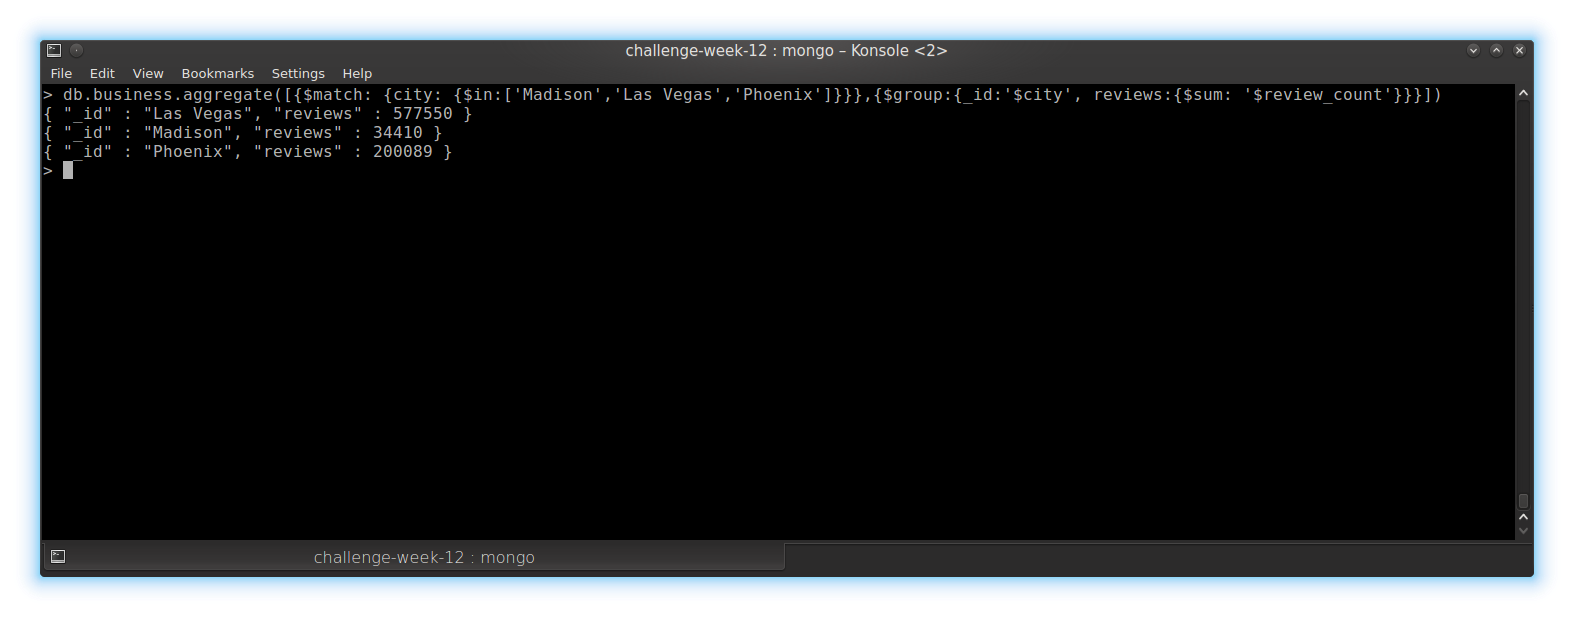 challenge-week-12 : mongo – Konsole <2>
File Edit View Bookmarks Settings Help
> db.business.aggregate([{$match: {city: {$in:['Madison','Las Vegas','Phoenix']}}},{$group:{_id:'$city', reviews:{$sum: '$review_count'}}}])
{ "_id" : "Las Vegas", "reviews" : 577550 }
{ "_id" : "Madison", "reviews" : 34410 }
{ "_id" : "Phoenix", "reviews" : 200089 }
>
challenge-week-12 : mongo